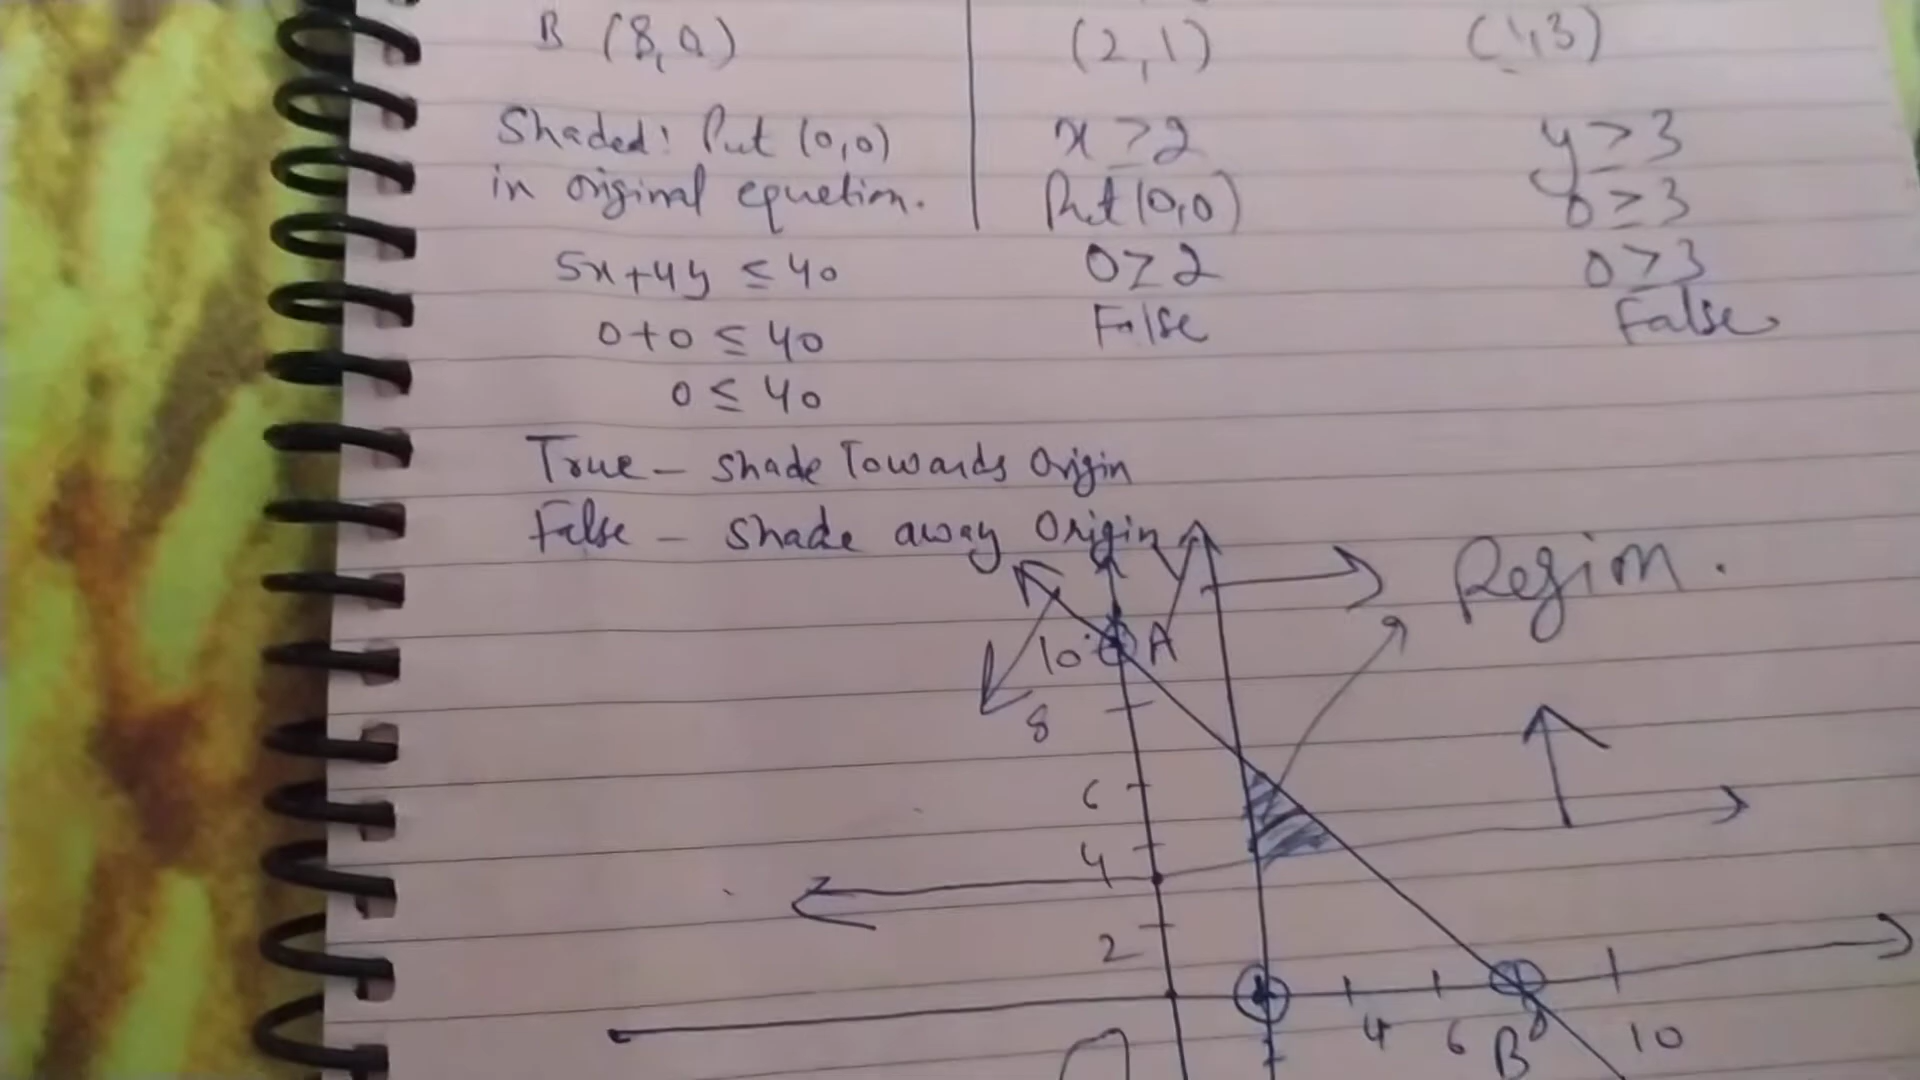 B (8,0)
(2,1)
(1,3)
Shaded: Put (0,0)
in original equetion.
5x+4y ≤ 40
0+0 ≤ 40
0 ≤ 40
x ≥ 2
Put (0,0)
0 ≥ 2
False
y ≥ 3
0 ≥ 3
0 ≥ 3
False.
True - shade Towards Origin
False - shade away Origin
Region.
10 A
8
6
4
2
4 6 B 8 10